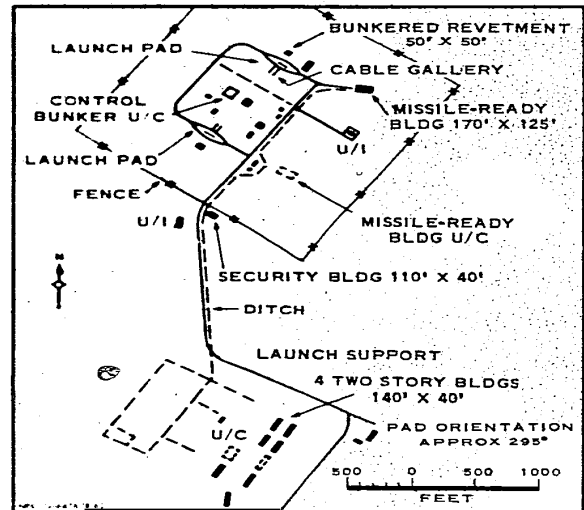 BUNKERED REVETMENT
50' X 50'
LAUNCH PAD
CABLE GALLERY
CONTROL
BUNKER U/C
MISSILE-READY
BLDG 170' X 125'
U/I
LAUNCH PAD
FENCE
U/I
MISSILE-READY
BLDG U/C
N
SECURITY BLDG 110' X 40'
DITCH
LAUNCH SUPPORT
4 TWO STORY BLDGS
140' X 40'
U/C
PAD ORIENTATION
APPROX 295°
500 0 500 1000
FEET